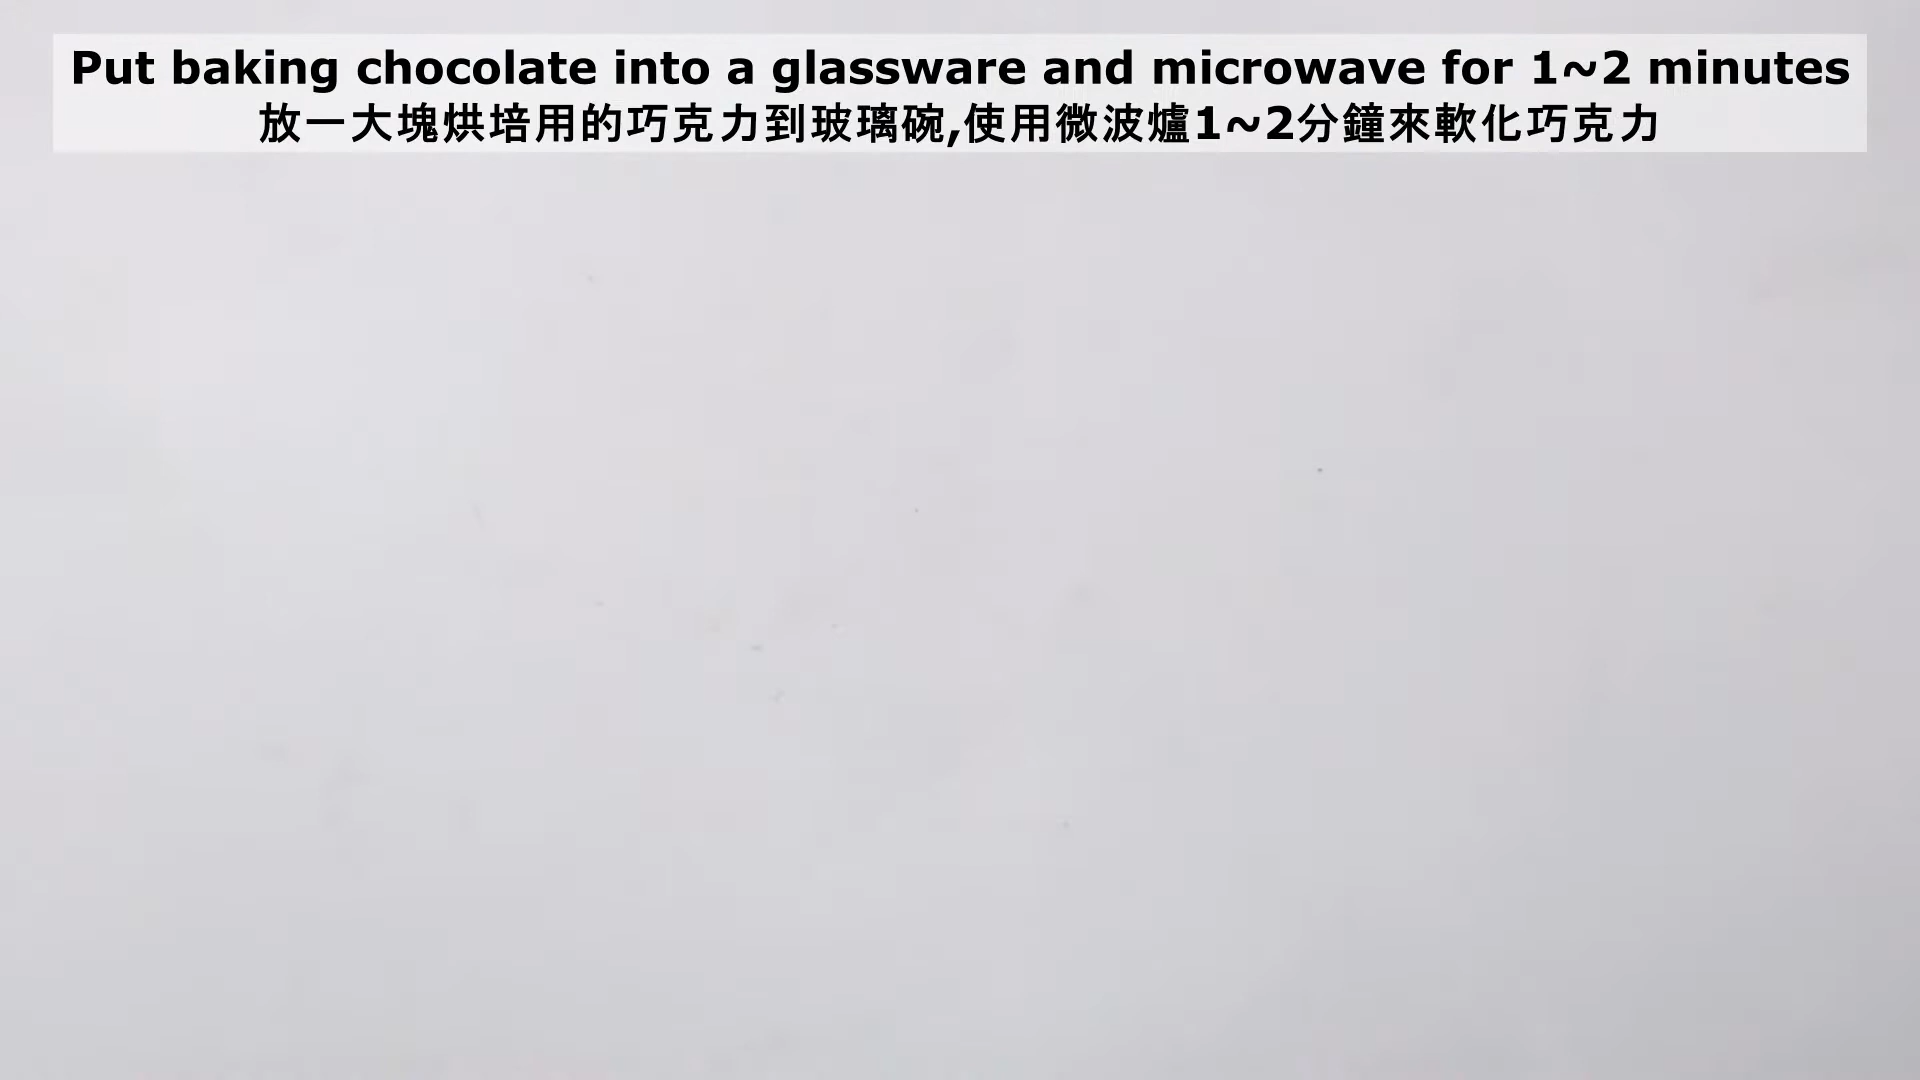 Put baking chocolate into a glassware and microwave for 1~2 minutes
放一大塊烘培用的巧克力到玻璃碗,使用微波爐1~2分鐘來軟化巧克力